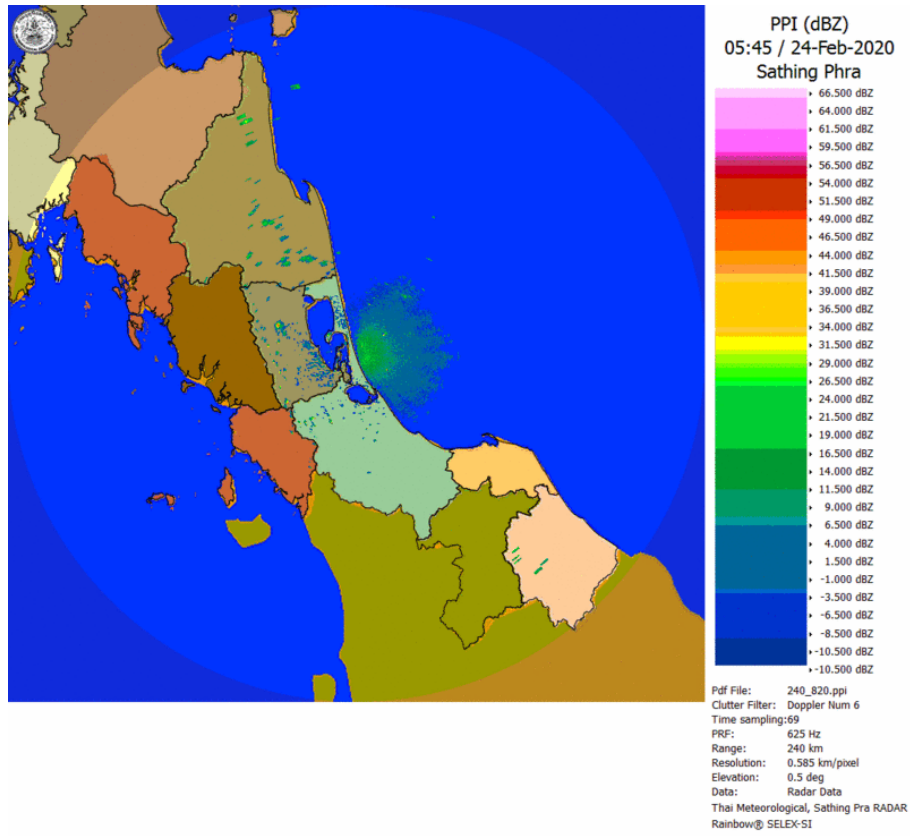 PPI (dBZ)
05:45 / 24-Feb-2020
Sathing Phra
66.500 dBZ
64.000 dBZ
61.500 dBZ
59.500 dBZ
56.500 dBZ
54.000 dBZ
51.500 dBZ
49.000 dBZ
46.500 dBZ
44.000 dBZ
41.500 dBZ
39.000 dBZ
36.500 dBZ
34.000 dBZ
31.500 dBZ
29.000 dBZ
26.500 dBZ
24.000 dBZ
21.500 dBZ
19.000 dBZ
16.500 dBZ
14.000 dBZ
11.500 dBZ
9.000 dBZ
6.500 dBZ
4.000 dBZ
1.500 dBZ
-1.000 dBZ
-3.500 dBZ
-6.500 dBZ
-8.500 dBZ
-10.500 dBZ
-10.500 dBZ
Pdf File: 240_820.ppi
Clutter Filter: Doppler Num 6
Time sampling:69
PRF: 625 Hz
Range: 240 km
Resolution: 0.585 km/pixel
Elevation: 0.5 deg
Data: Radar Data
Thai Meteorological, Sathing Pra RADAR
Rainbow® SELEX-SI